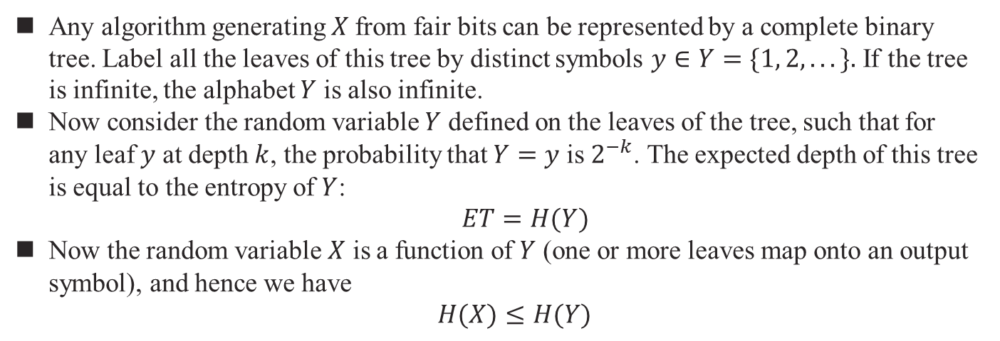 ■ Any algorithm generating X from fair bits can be represented by a complete binary
tree. Label all the leaves of this tree by distinct symbols y ∈ Y = {1, 2, . . . }. If the tree
is infinite, the alphabet Y is also infinite.
■ Now consider the random variable Y defined on the leaves of the tree, such that for
any leaf y at depth k, the probability that Y = y is 2^{-k}. The expected depth of this tree
is equal to the entropy of Y:
ET = H(Y)
■ Now the random variable X is a function of Y (one or more leaves map onto an output
symbol), and hence we have
H(X) ≤ H(Y)